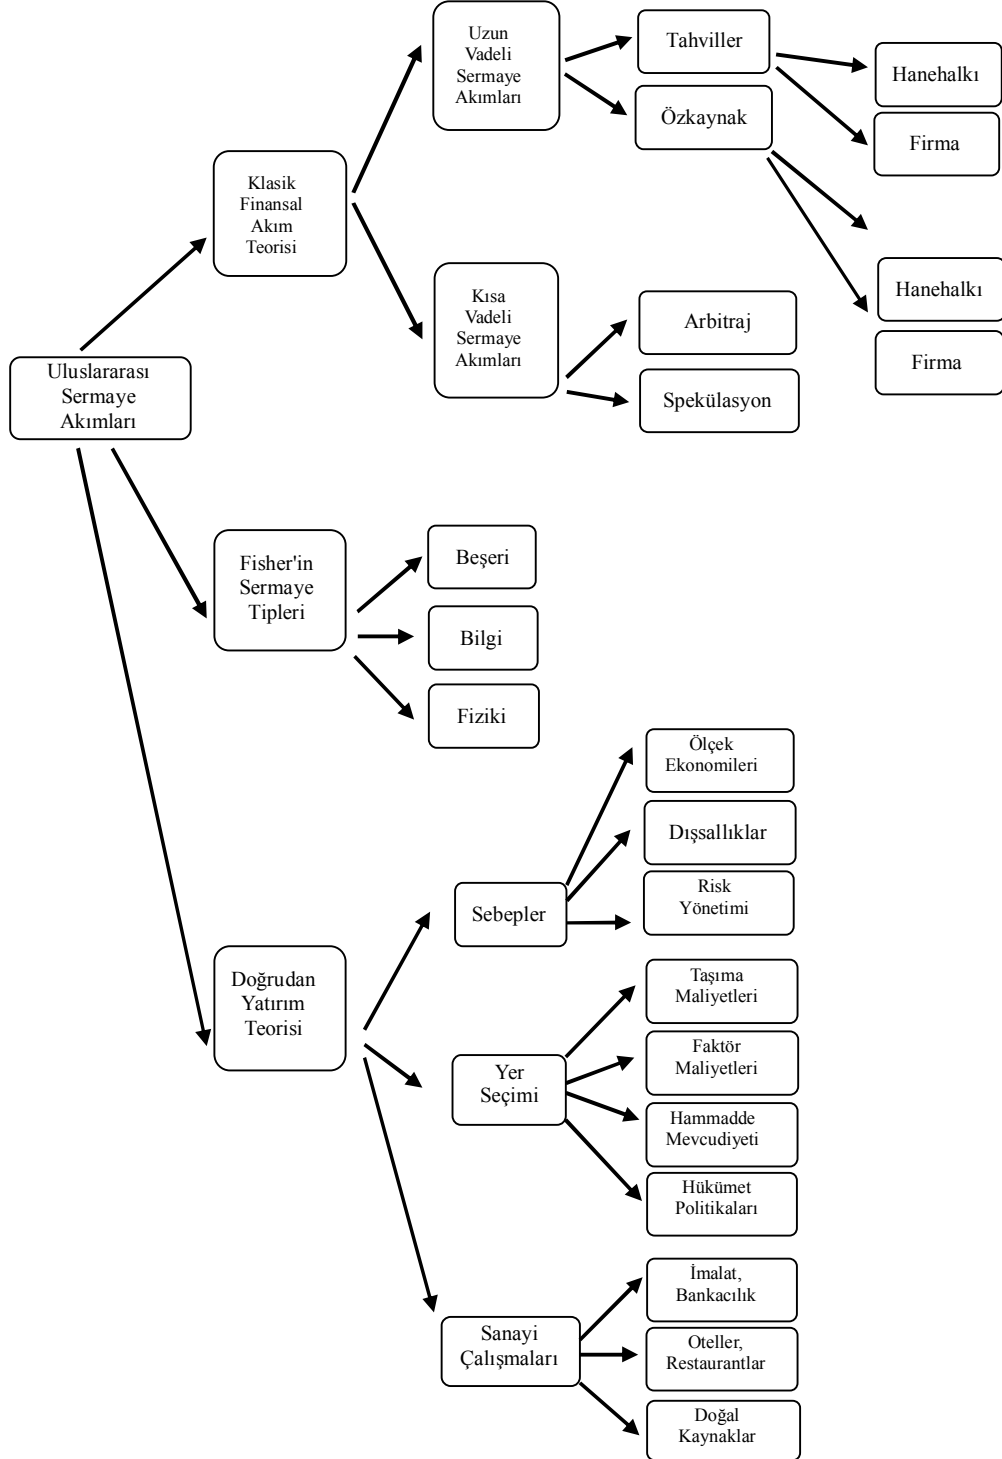 Uzun
Vadeli
Sermaye
Akımları
Tahviller
Hanehalkı
Özkaynak
Firma
Klasik
Finansal
Akım
Teorisi
Hanehalkı
Kısa
Vadeli
Sermaye
Akımları
Arbitraj
Firma
Uluslararası
Sermaye
Akımları
Spekülasyon
Fisher'in
Sermaye
Tipleri
Beşeri
Bilgi
Fiziki
Ölçek
Ekonomileri
Dışsallıklar
Sebepler
Risk
Yönetimi
Doğrudan
Yatırım
Teorisi
Taşıma
Maliyetleri
Yer
Seçimi
Faktör
Maliyetleri
Hammadde
Mevcudiyeti
Hükümet
Politikaları
İmalat,
Bankacılık
Sanayi
Çalışmaları
Oteller,
Restaurantlar
Doğal
Kaynaklar